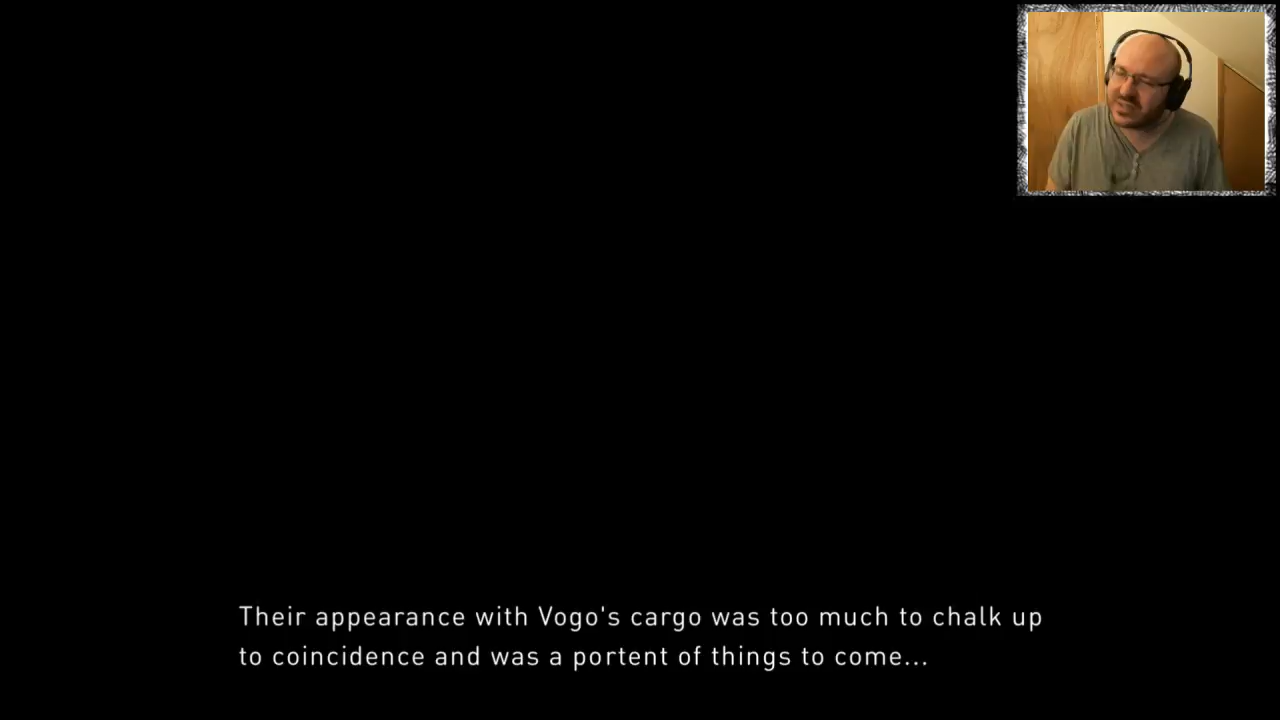 Their appearance with Vogo's cargo was too much to chalk up
to coincidence and was a portent of things to come...